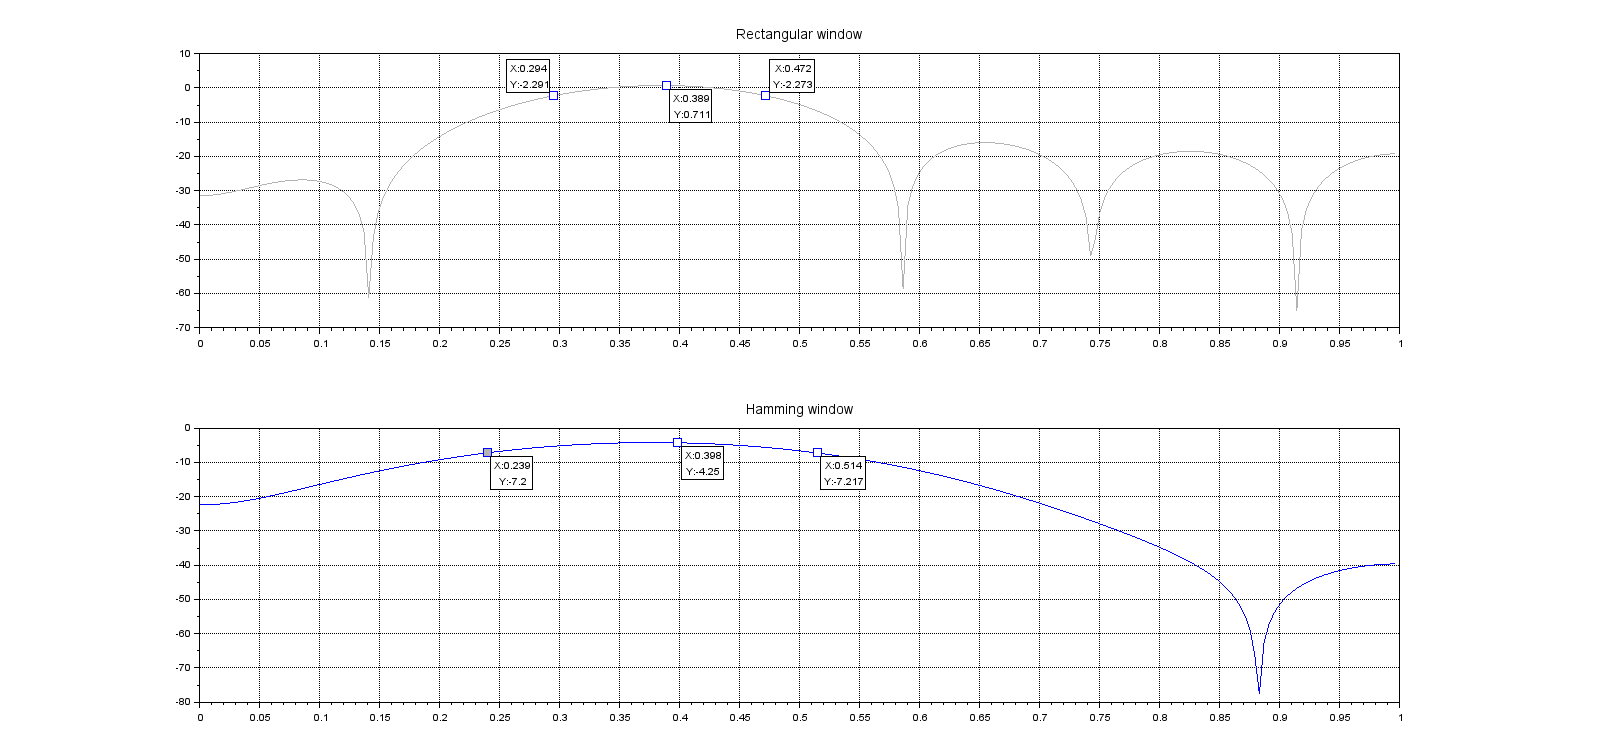 Rectangular window
10
0
-10
-20
-30
-40
-50
-60
-70
X:0.294
Y:-2.291
X:0.389
Y:0.711
X:0.472
Y:-2.273
0 0.05 0.1 0.15 0.2 0.25 0.3 0.35 0.4 0.45 0.5 0.55 0.6 0.65 0.7 0.75 0.8 0.85 0.9 0.95 1
Hamming window
0
-10
-20
-30
-40
-50
-60
-70
-80
X:0.239
Y:-7.2
X:0.398
Y:-4.25
X:0.514
Y:-7.217
0 0.05 0.1 0.15 0.2 0.25 0.3 0.35 0.4 0.45 0.5 0.55 0.6 0.65 0.7 0.75 0.8 0.85 0.9 0.95 1